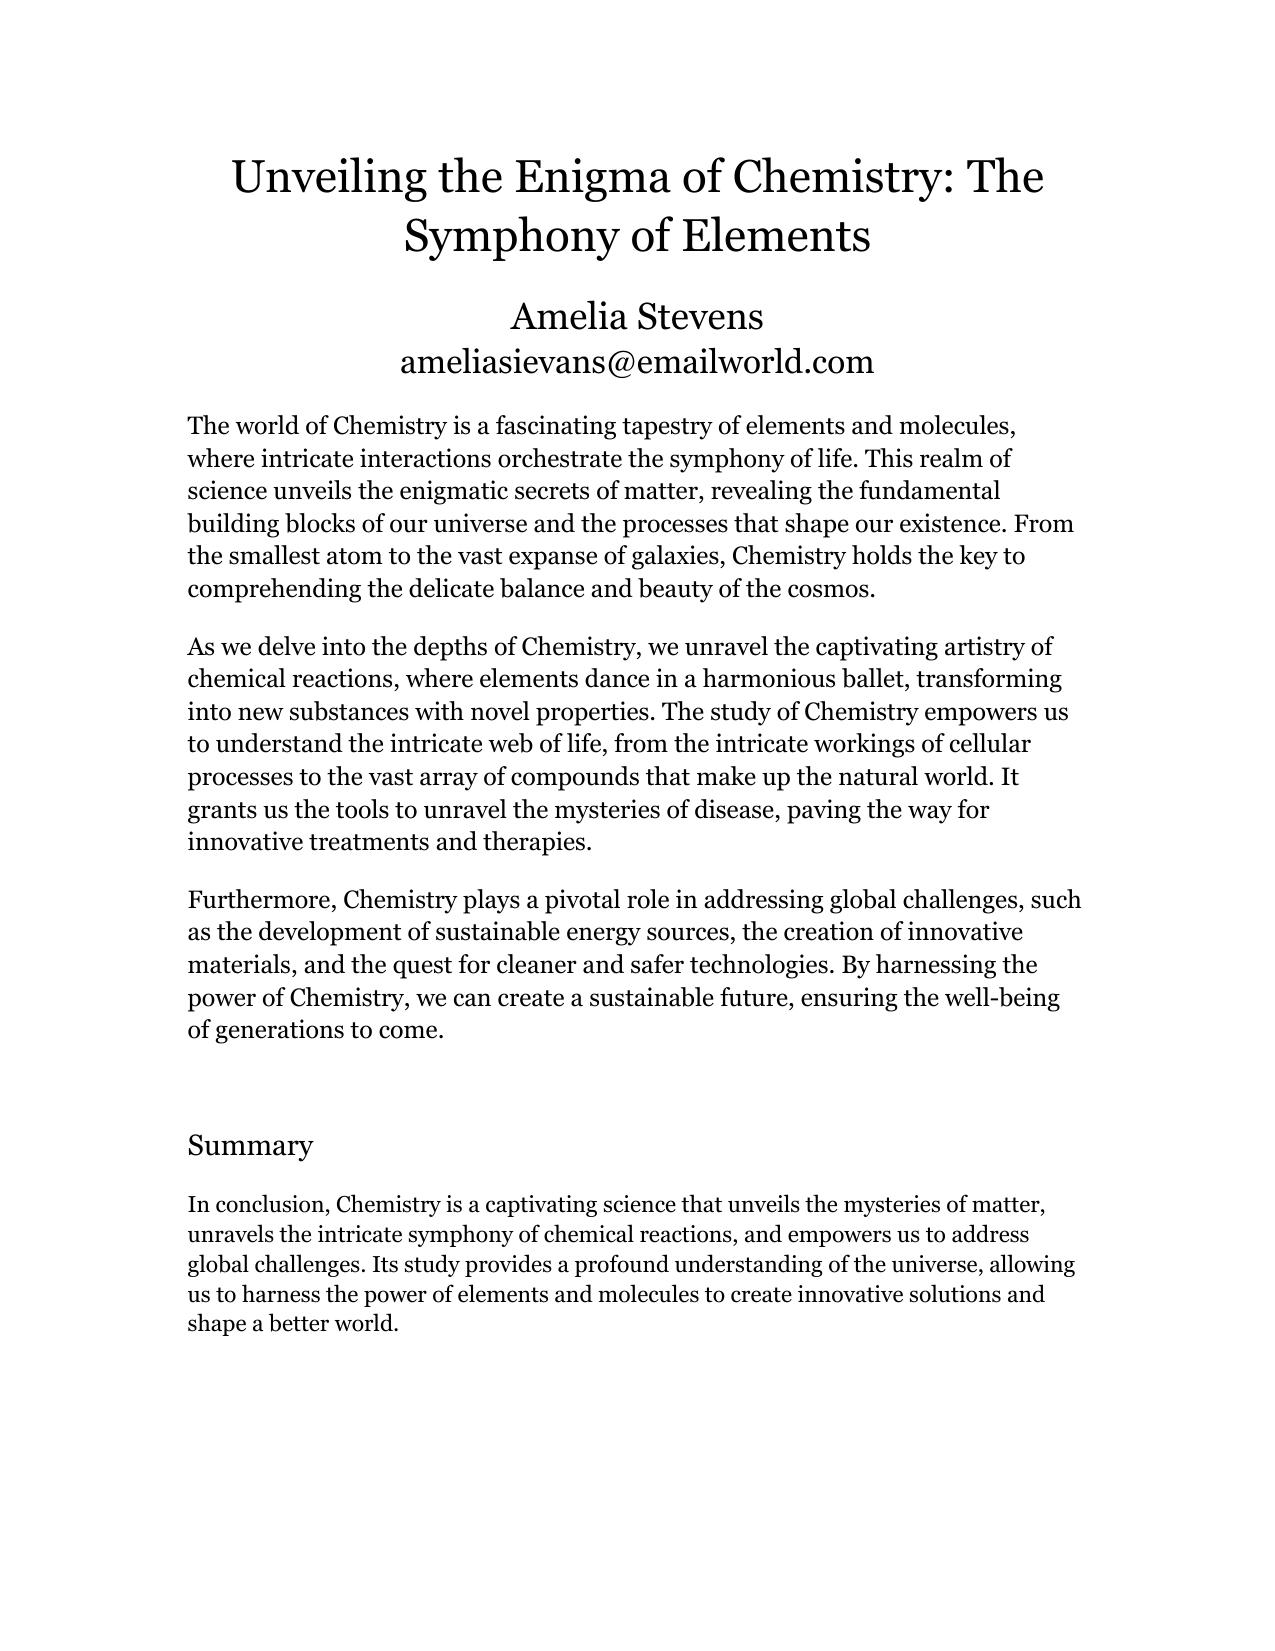 Unveiling the Enigma of Chemistry: The
Symphony of Elements
Amelia Stevens
ameliasievans@emailworld.com
The world of Chemistry is a fascinating tapestry of elements and molecules,
where intricate interactions orchestrate the symphony of life. This realm of
science unveils the enigmatic secrets of matter, revealing the fundamental
building blocks of our universe and the processes that shape our existence. From
the smallest atom to the vast expanse of galaxies, Chemistry holds the key to
comprehending the delicate balance and beauty of the cosmos.
As we delve into the depths of Chemistry, we unravel the captivating artistry of
chemical reactions, where elements dance in a harmonious ballet, transforming
into new substances with novel properties. The study of Chemistry empowers us
to understand the intricate web of life, from the intricate workings of cellular
processes to the vast array of compounds that make up the natural world. It
grants us the tools to unravel the mysteries of disease, paving the way for
innovative treatments and therapies.
Furthermore, Chemistry plays a pivotal role in addressing global challenges, such
as the development of sustainable energy sources, the creation of innovative
materials, and the quest for cleaner and safer technologies. By harnessing the
power of Chemistry, we can create a sustainable future, ensuring the well-being
of generations to come.
Summary
In conclusion, Chemistry is a captivating science that unveils the mysteries of matter,
unravels the intricate symphony of chemical reactions, and empowers us to address
global challenges. Its study provides a profound understanding of the universe, allowing
us to harness the power of elements and molecules to create innovative solutions and
shape a better world.